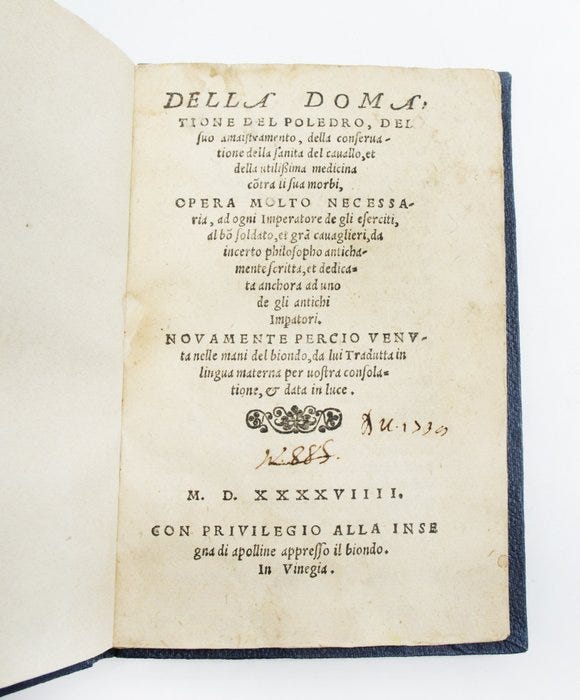 DELLA DOMA,
TIONE DEL POLEDRO, DEL
ſuo amaiſtramento, della conſerua-
tione della ſanita del cauallo, et
della utiliſſima medicina
cõtra li ſua morbi,
OPERA MOLTO NECESSA-
ria, ad ogni Imperatore de gli eſerciti,
al bõ ſoldato, et grã cauaglieri, da
incerto philoſopho anticha-
mente ſcritta, et dedica-
ta anchora ad uno
de gli antichi
Impatori.
NOVAMENTE PERCIO VENV-
ta nelle mani del biondo, da lui Tradutta in
lingua materna per uoſtra conſola-
tione, & data in luce.
N. 885.
M. D. XXXXVIIII.
CON PRIVILEGIO ALLA INSE
gna di apolline appreſſo il biondo.
In Vinegia.